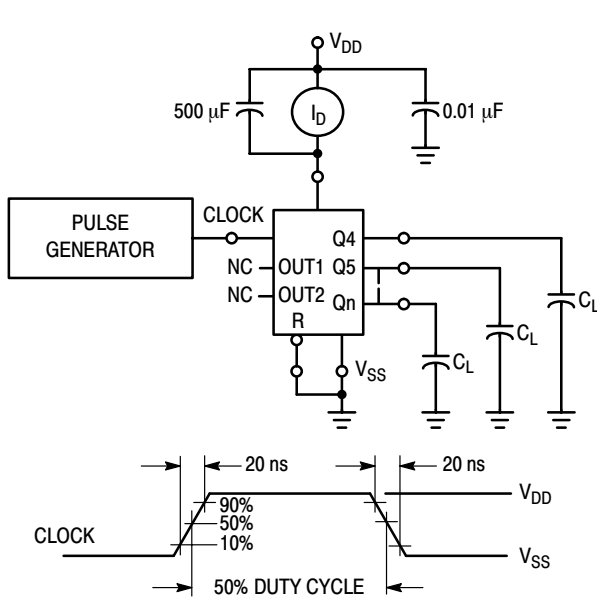 V_DD
500 μF
I_D
0.01 μF
PULSE
GENERATOR
CLOCK
Q4
NC
OUT1
Q5
NC
OUT2
Qn
R
C_L
C_L
C_L
V_SS
20 ns
20 ns
90%
50%
10%
CLOCK
V_DD
V_SS
50% DUTY CYCLE